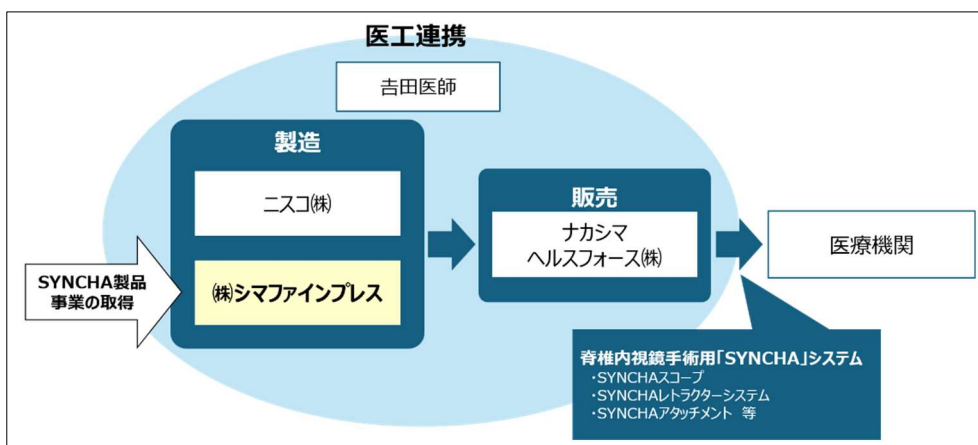 医工連携
𠮷田医師
製造
ニスコ㈱
㈱シマファインプレス
SYNCHA製品
事業の取得
販売
ナカシマ
ヘルスフォース㈱
医療機関
脊椎内視鏡手術用「SYNCHA」システム
・SYNCHAスコープ
・SYNCHAレトラクターシステム
・SYNCHAアタッチメント 等